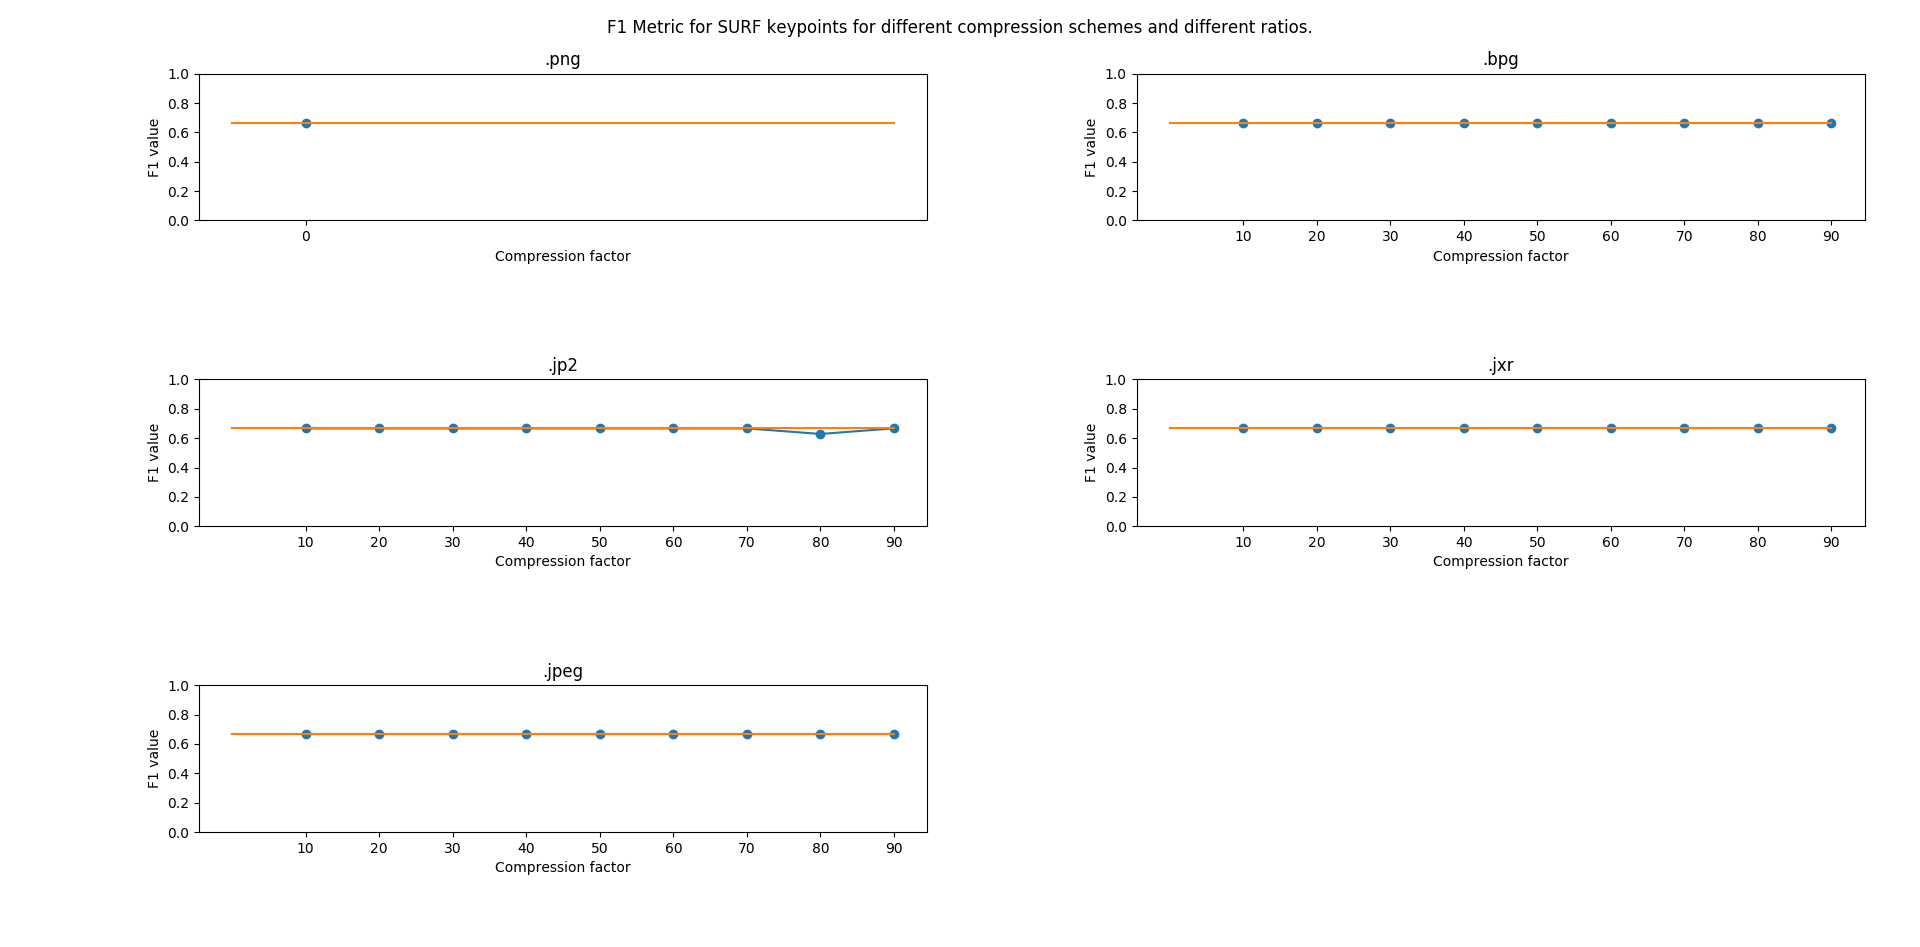 F1 Metric for SURF keypoints for different compression schemes and different ratios.
.png
1.0
0.8
0.6
0.4
0.2
0.0
F1 value
0
Compression factor
.bpg
1.0
0.8
0.6
0.4
0.2
0.0
F1 value
10 20 30 40 50 60 70 80 90
Compression factor
.jp2
1.0
0.8
0.6
0.4
0.2
0.0
F1 value
10 20 30 40 50 60 70 80 90
Compression factor
.jxr
1.0
0.8
0.6
0.4
0.2
0.0
F1 value
10 20 30 40 50 60 70 80 90
Compression factor
.jpeg
1.0
0.8
0.6
0.4
0.2
0.0
F1 value
10 20 30 40 50 60 70 80 90
Compression factor